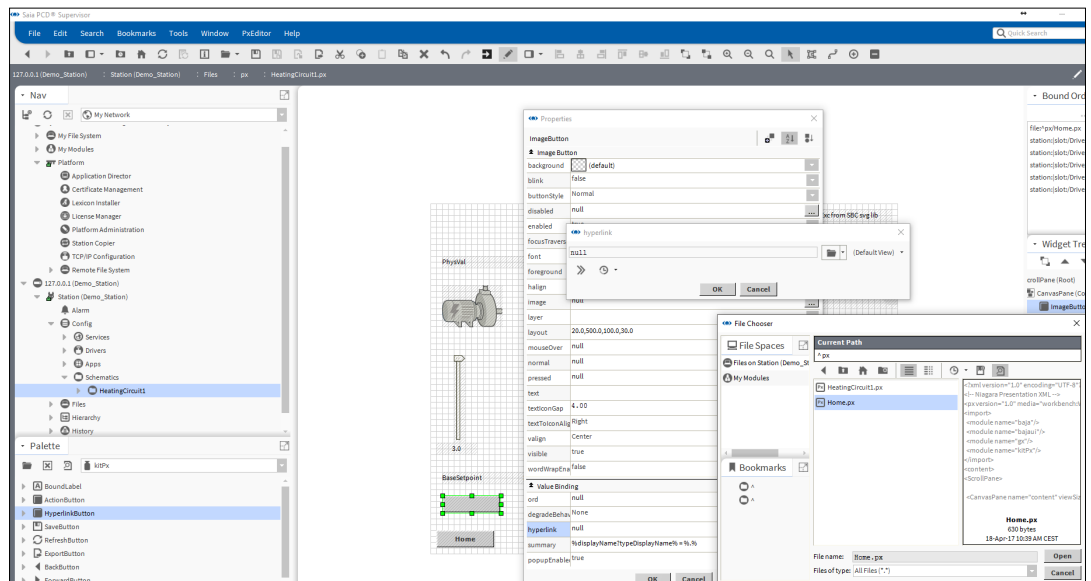 Saia PCD® Supervisor
File Edit Search Bookmarks Tools Window PxEditor Help
Quick Search
127.0.0.1 (Demo_Station) : Station (Demo_Station) : Files : px : HeatingCircuit1.px
Nav
My Network
My File System
My Modules
Platform
Application Director
Certificate Management
Lexicon Installer
License Manager
Platform Administration
Station Copier
TCP/IP Configuration
Remote File System
127.0.0.1 (Demo_Station)
Station (Demo_Station)
Alarm
Config
Services
Drivers
Apps
Schematics
HeatingCircuit1
Files
Hierarchy
History
Palette
kitPx
BoundLabel
ActionButton
HyperlinkButton
SaveButton
RefreshButton
ExportButton
BackButton
ForwardButton
PhysVal
3.0
BaseSetpoint
Home
xc from SBC svg lib
Properties
ImageButton
Image Button
background (default)
blink false
buttonStyle Normal
disabled null
enabled
focusTravers
font
foreground
halign
image null
layer
layout 20.0,500.0,100.0,30.0
mouseOver null
normal null
pressed null
text
textIconGap 4.00
textToIconAlig Right
valign Center
visible true
wordWrapEna false
Value Binding
ord null
degradeBehav None
hyperlink null
summary %displayName?typeDisplayName% = %.%
popupEnable true
OK Cancel
hyperlink
null
(Default View)
OK Cancel
File Chooser
File Spaces
Files on Station (Demo_St
My Modules
Bookmarks
^
^
Current Path
^px
HeatingCircuit1.px
Home.px
<?xml version="1.0" encoding="UTF-8"?
<!-- Niagara Presentation XML -->
<px version="1.0" media="workbench:W
<import>
<module name="baja"/>
<module name="bajaui"/>
<module name="gx"/>
<module name="kitPx"/>
</import>
<content>
<ScrollPane>
<CanvasPane name="content" viewSiz
Home.px
630 bytes
18-Apr-17 10:39 AM CEST
File name: Home.px
Open
Files of type: All Files (*.*)
Cancel
Bound Ord
file:^px/Home.px
station:|slot:/Drive
station:|slot:/Drive
station:|slot:/Drive
station:|slot:/Drive
Widget Tre
crollPane (Root)
CanvasPane (Co
ImageButto